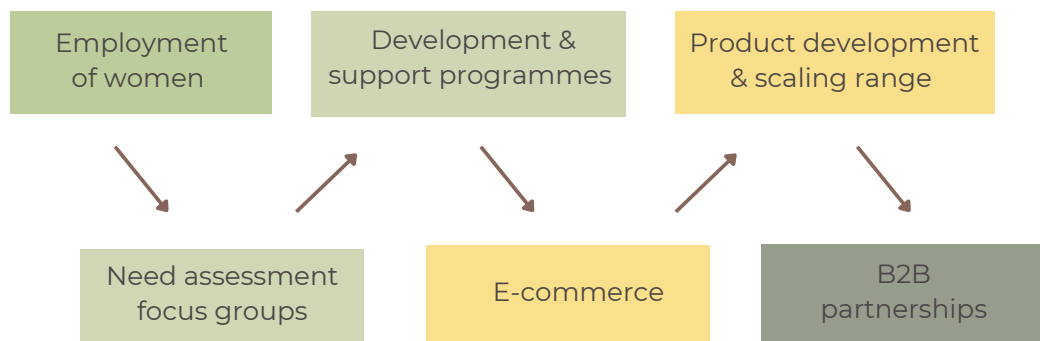 Employment
of women
Need assessment
focus groups
Development &
support programmes
E-commerce
Product development
& scaling range
B2B
partnerships